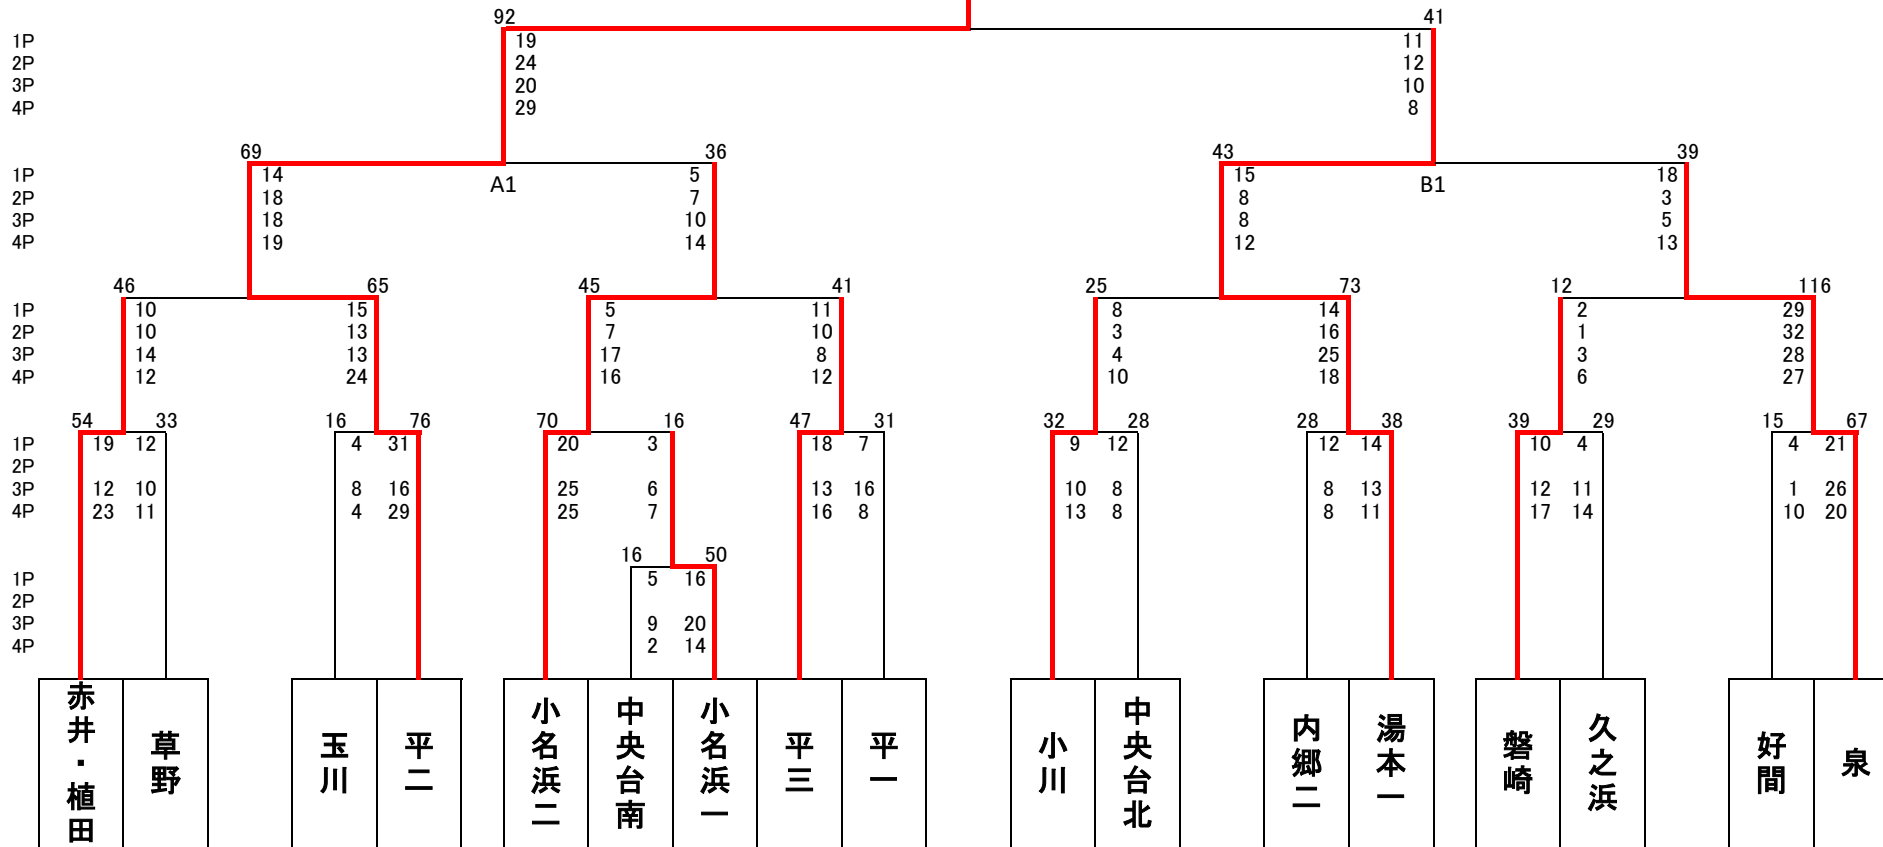 92 41
1P 19 11
2P 24 12
3P 20 10
4P 29 8
69 36 43 39
1P 14 A1 5 15 B1 18
2P 18 7 8 3
3P 18 10 8 5
4P 19 14 12 13
46 65 45 41 25 73 12 116
1P 10 15 5 11 8 14 2 29
2P 10 13 7 10 3 16 1 32
3P 14 13 17 8 4 25 3 28
4P 12 24 16 12 10 18 6 27
54 33 16 76 70 16 47 31 32 28 28 38 39 29 15 67
1P 19 12 4 31 20 3 18 7 9 12 12 14 10 4 4 21
2P
3P 12 10 8 16 25 6 13 16 10 8 8 13 12 11 1 26
4P 23 11 4 29 25 7 16 8 13 8 8 11 17 14 10 20
16 50
1P 5 16
2P
3P 9 20
4P 2 14
赤井・植田
草野
玉川
平二
小名浜二
中央台南
小名浜一
平三
平一
小川
中央台北
内郷二
湯本一
磐崎
久之浜
好間
泉